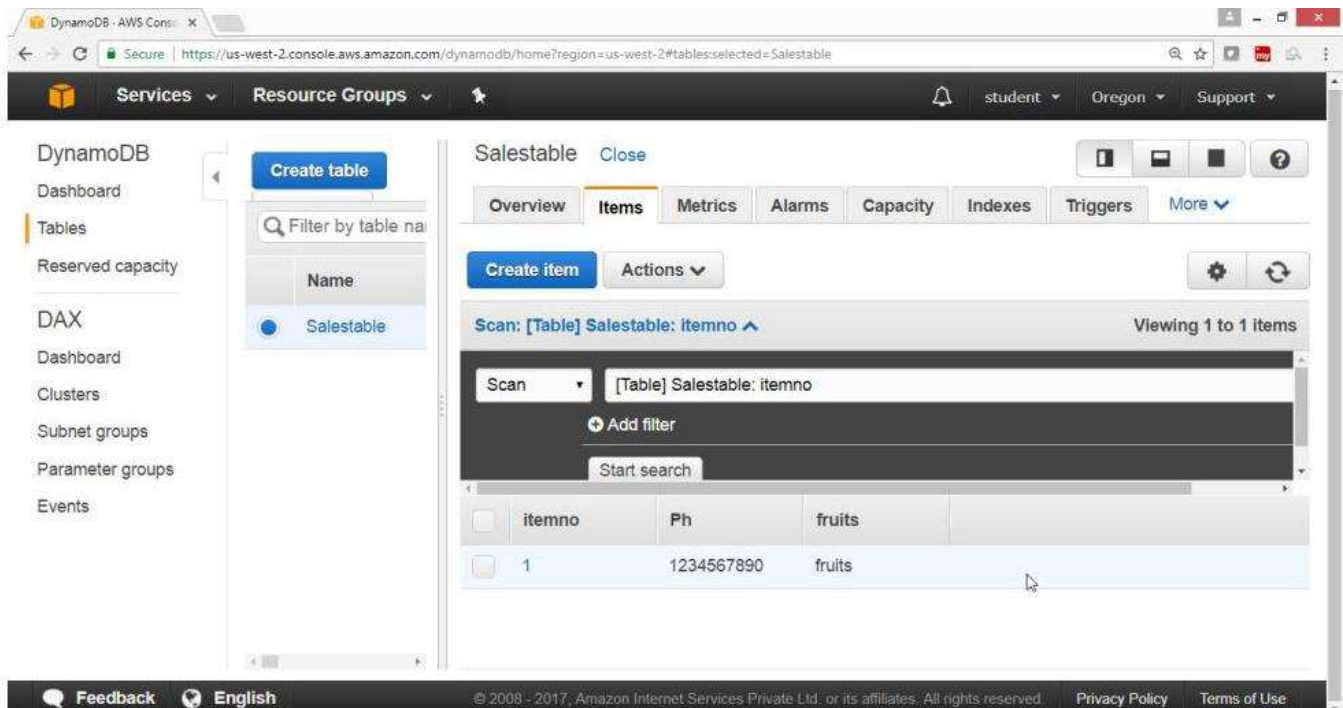 DynamoDB - AWS Cons
Secure https://us-west-2.console.aws.amazon.com/dynamodb/home?region=us-west-2#tables:selected=Salestable
Services Resource Groups student Oregon Support
DynamoDB
Dashboard
Tables
Reserved capacity
DAX
Dashboard
Clusters
Subnet groups
Parameter groups
Events
Create table
Filter by table na
Name
Salestable
Salestable Close
Overview Items Metrics Alarms Capacity Indexes Triggers More
Create item Actions
Scan: [Table] Salestable: itemno Viewing 1 to 1 items
Scan [Table] Salestable: itemno
Add filter
Start search
itemno Ph fruits
1 1234567890 fruits
Feedback English © 2008 - 2017, Amazon Internet Services Private Ltd. or its affiliates. All rights reserved. Privacy Policy Terms of Use